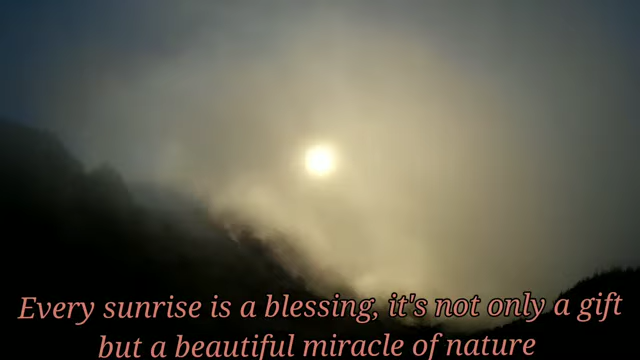 Every sunrise is a blessing, it's not only a gift
but a beautiful miracle of nature